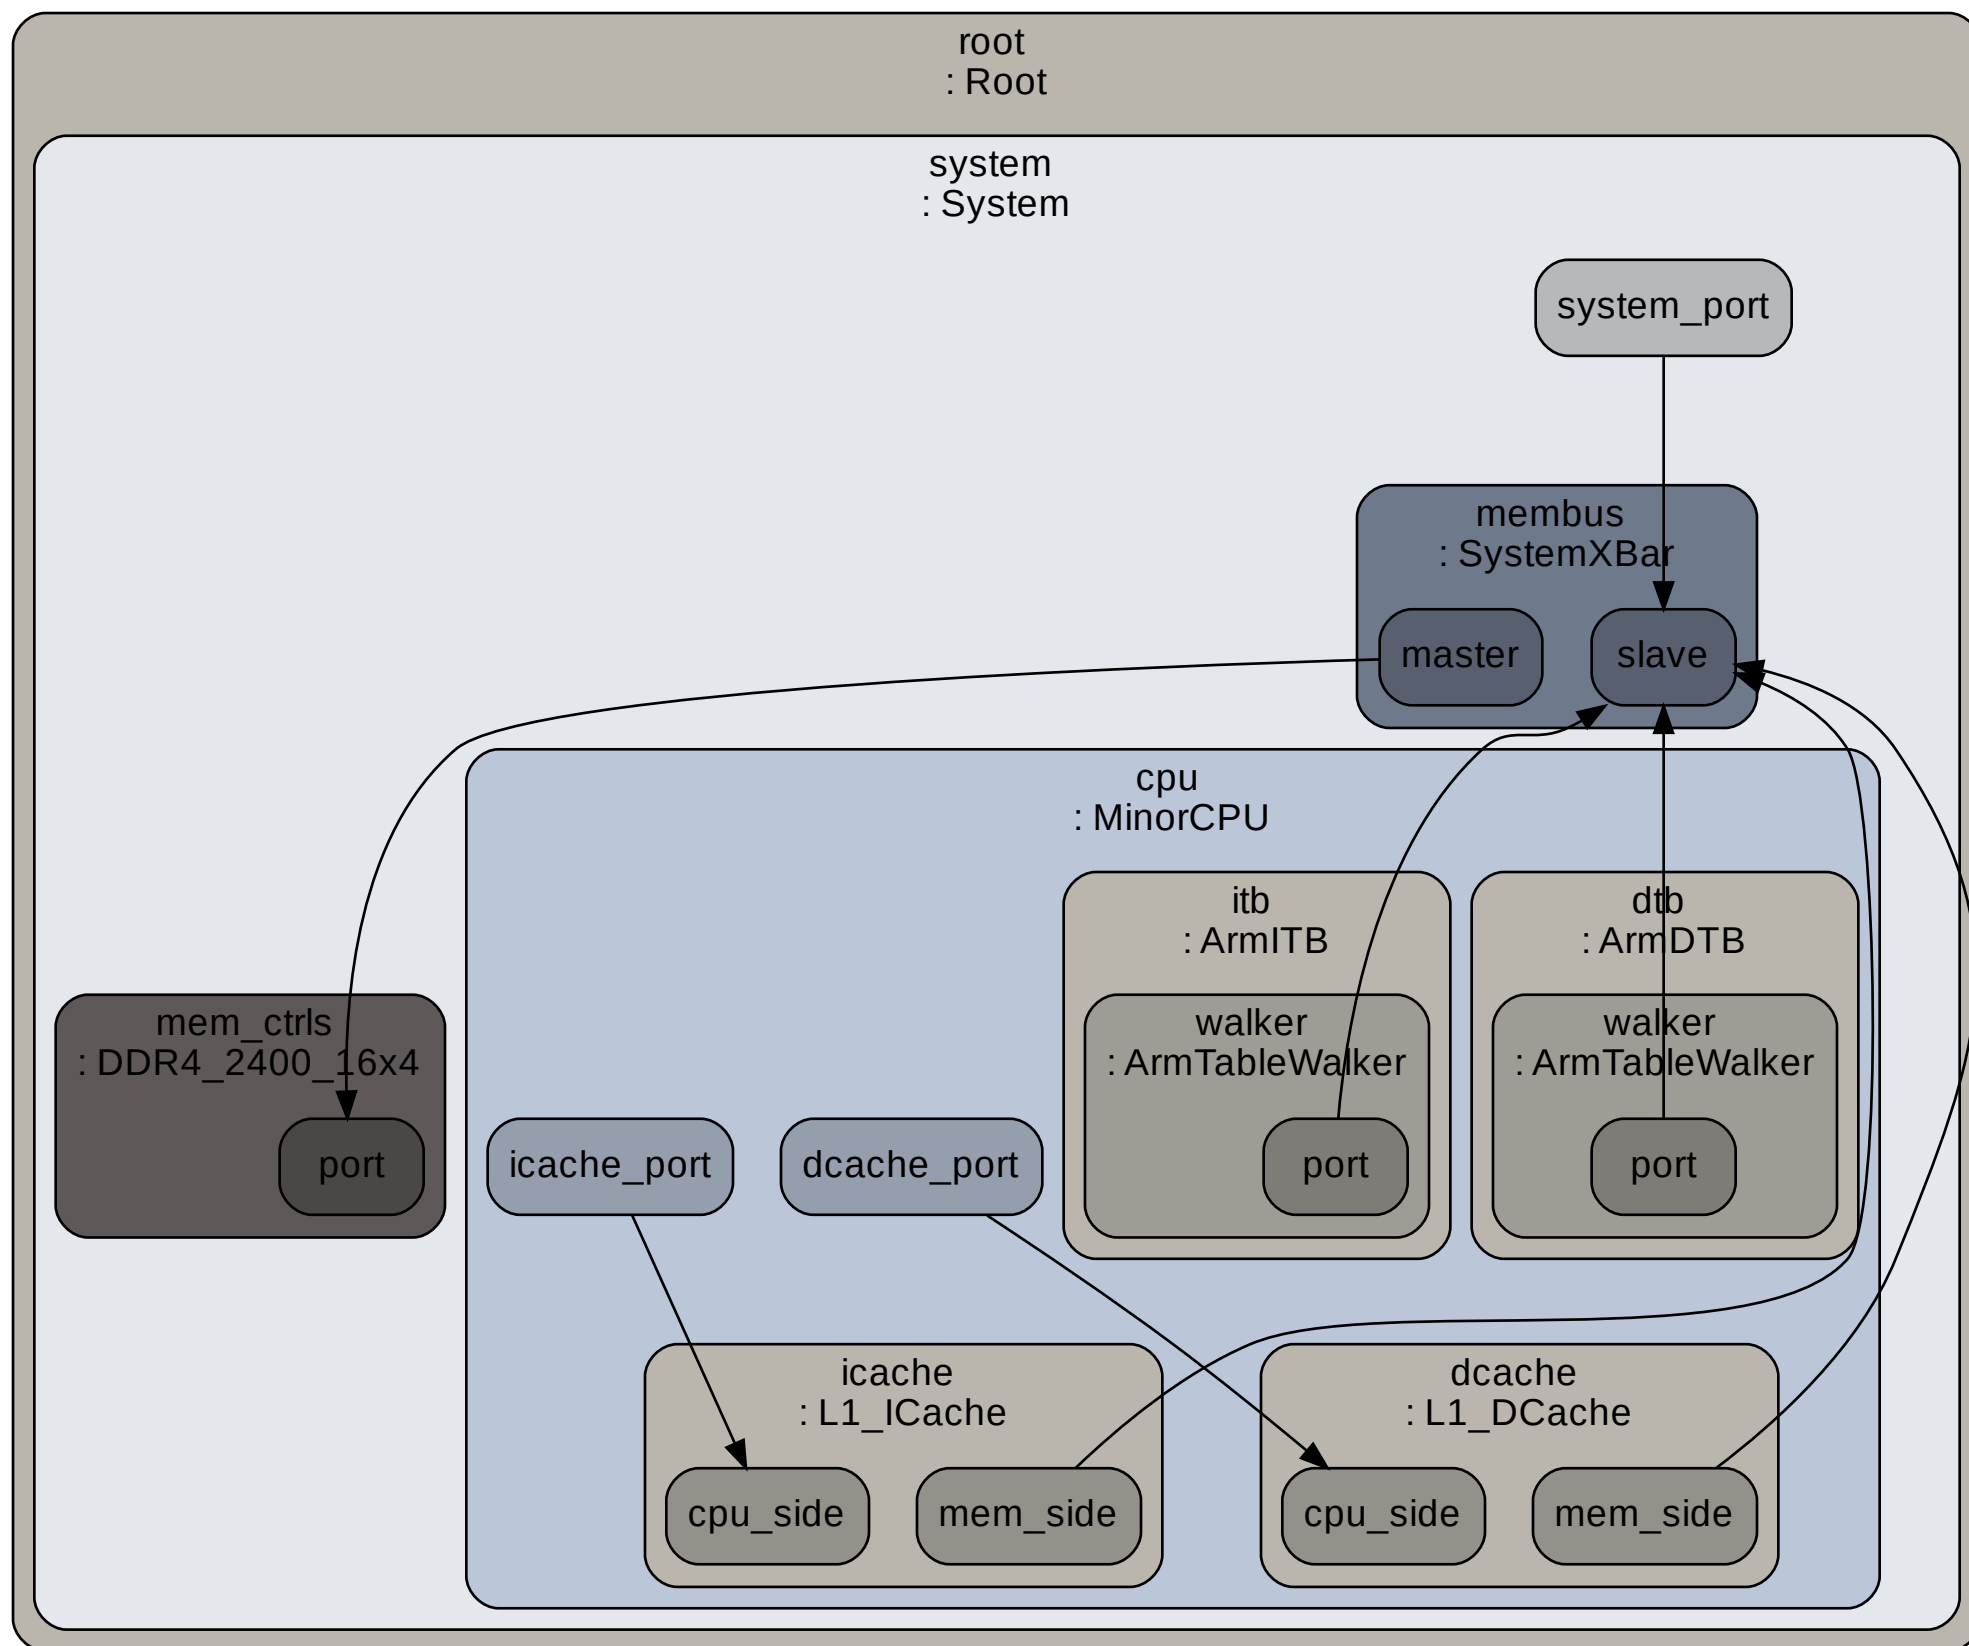 root
: Root
system
: System
system_port
membus
: SystemXBar
master
slave
cpu
: MinorCPU
itb
: ArmITB
dtb
: ArmDTB
mem_ctrls
: DDR4_2400_16x4
walker
: ArmTableWalker
walker
: ArmTableWalker
port
icache_port
dcache_port
port
port
icache
: L1_ICache
dcache
: L1_DCache
cpu_side
mem_side
cpu_side
mem_side